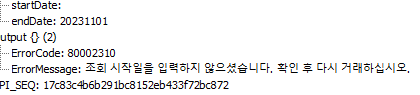 startDate:
endDate: 20231101
utput {} (2)
ErrorCode: 80002310
ErrorMessage: 조회 시작일을 입력하지 않으셨습니다. 확인 후 다시 거래하십시오.
PI_SEQ: 17c83c4b6b291bc8152eb433f72bc872